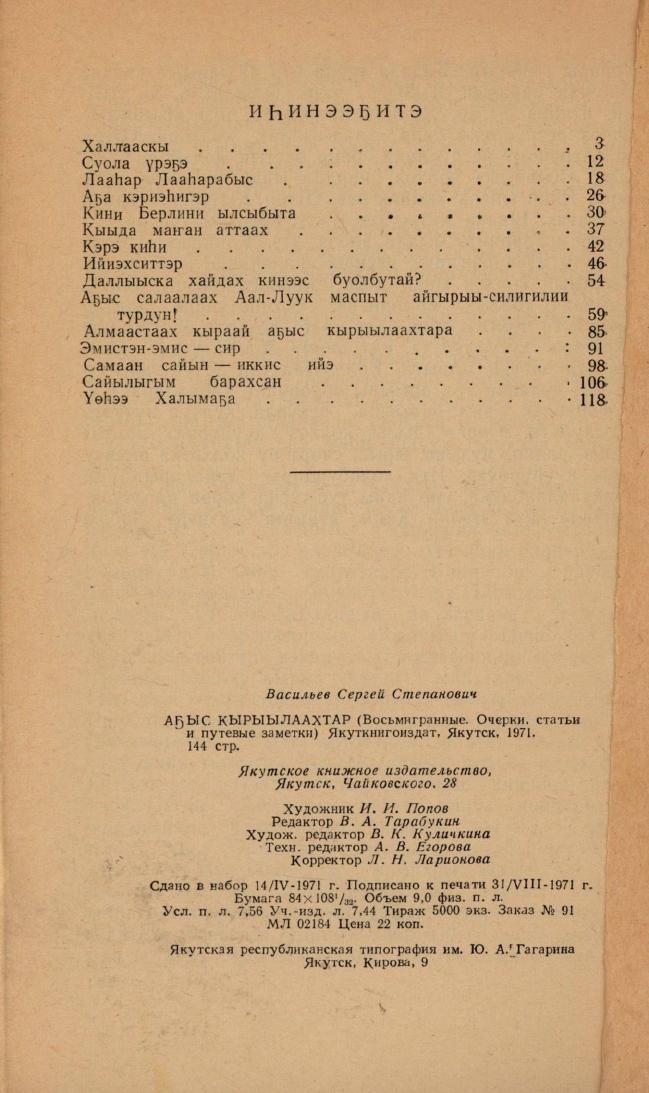 ИҺИНЭЭҔИТЭ
Халлааскы . . . . . . . . . . . . . . 3
Суола үрэҕэ . . . . . . . . . . . . . 12
Лааһар Лааһарабыс . . . . . . . . . . . 18
Аҕа кэриэһигэр . . . . . . . . . . . . 26
Кини Берлини ылсыбыта . . . . . . . . . 30
Кыыда маҥан аттаах . . . . . . . . . . 37
Кэрэ киһи . . . . . . . . . . . . . 42
Ийиэхситтэр . . . . . . . . . . . . . 46
Даллыыска хайдах кинээс буолбутай? . . . . . 54
Аҕыс салаалаах Аал-Луук маспыт айгырыы-силигилии
турдун! . . . . . . . . . . . . . 59
Алмаастаах кыраай аҕыс кырыылаахтара . . . . 85
Эмистэн-эмис — сир . . . . . . . . . . : 91
Самаан сайын — иккис ийэ . . . . . . . . 98
Сайылыгым барахсан . . . . . . . . . 106
Үөһээ Халымаҕа . . . . . . . . . . . . 118
Васильев Сергей Степанович
АҔЫС КЫРЫЫЛААХТАР (Восьмигранные. Очерки, статьи
и путевые заметки) Якуткнигоиздат, Якутск, 1971.
144 стр.
Якутское книжное издательство,
Якутск, Чайковского, 28
Художник И. И. Попов
Редактор В. А. Тарабукин
Худож. редактор В. К. Куличкина
Техн. редактор А. В. Егорова
Корректор Л. Н. Ларионова
Сдано в набор 14/IV-1971 г. Подписано к печати 31/VIII-1971 г.
Бумага 84×108¹/₃₂. Объем 9,0 физ. п. л.
Усл. п. л. 7,56 Уч.-изд. л. 7,44 Тираж 5000 экз. Заказ № 91
МЛ 02184 Цена 22 коп.
Якутская республиканская типография им. Ю. А. Гагарина
Якутск, Кирова, 9